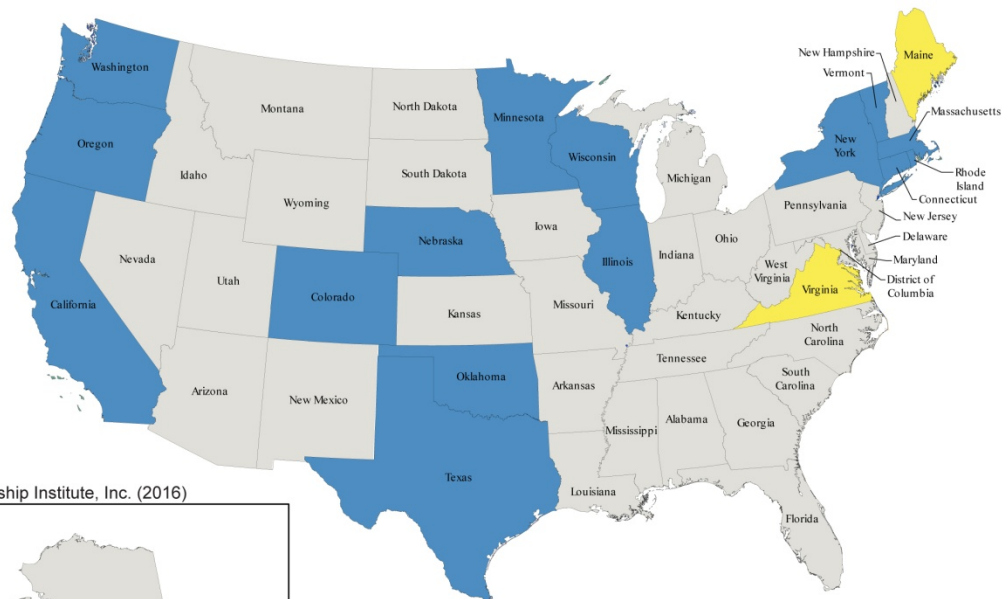 Washington
Oregon
California
Nevada
Idaho
Montana
Wyoming
Utah
Colorado
Arizona
New Mexico
North Dakota
South Dakota
Nebraska
Kansas
Oklahoma
Texas
Minnesota
Iowa
Missouri
Arkansas
Louisiana
Wisconsin
Illinois
Michigan
Indiana
Ohio
Kentucky
Tennessee
Mississippi
Alabama
Georgia
Florida
South
Carolina
North
Carolina
Virginia
West
Virginia
Pennsylvania
New
York
New Hampshire
Vermont
Maine
Massachusetts
Rhode
Island
Connecticut
New Jersey
Delaware
Maryland
District of
Columbia
ship Institute, Inc. (2016)